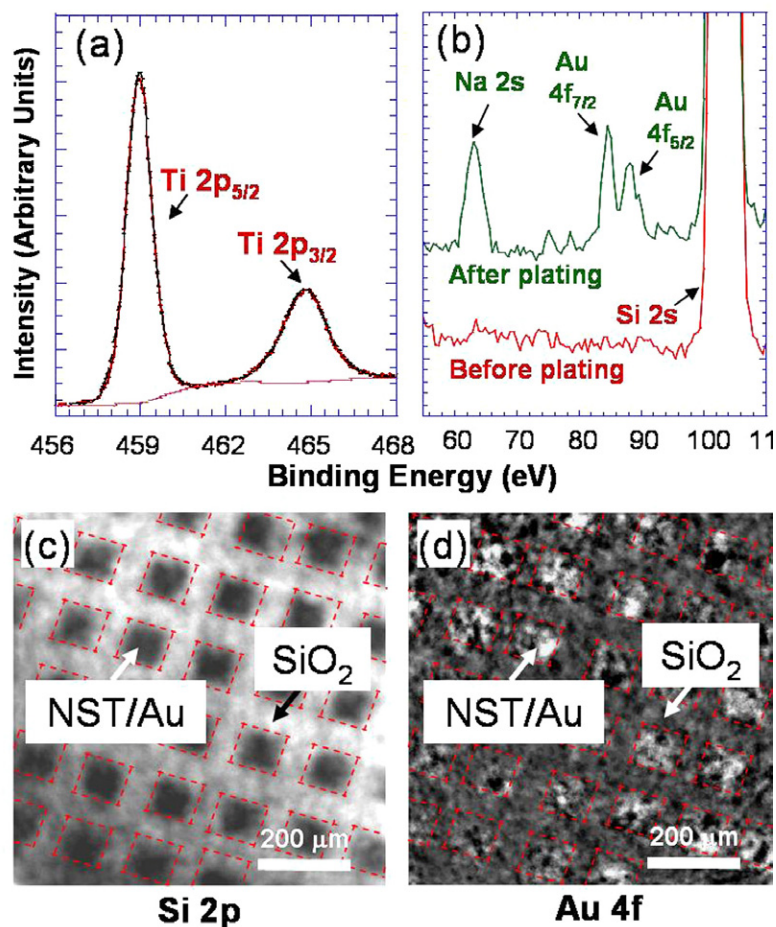 (a)
Ti 2p5/2
Ti 2p3/2
Intensity (Arbitrary Units)
456 459 462 465 468
(b)
Na 2s
Au
4f7/2
Au
4f5/2
After plating
Si 2s
Before plating
60 70 80 90 100 11
Binding Energy (eV)
(c)
SiO2
NST/Au
200 μm
Si 2p
(d)
SiO2
NST/Au
200 μm
Au 4f